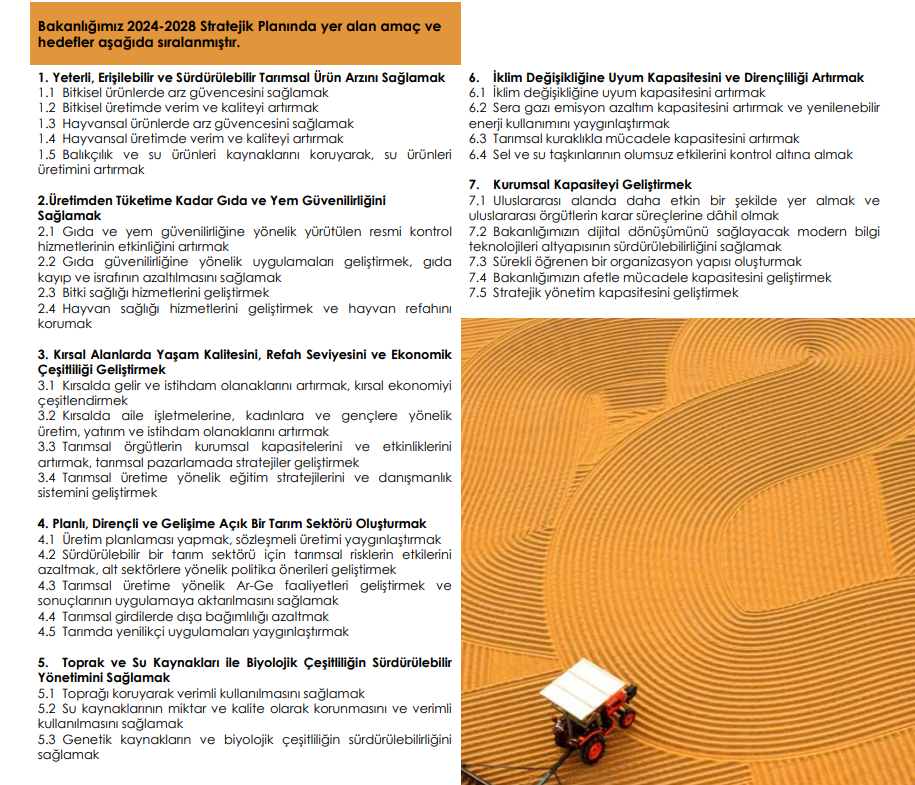 Bakanlığımız 2024-2028 Stratejik Planında yer alan amaç ve
hedefler aşağıda sıralanmıştır.
1. Yeterli, Erişilebilir ve Sürdürülebilir Tarımsal Ürün Arzını Sağlamak
1.1 Bitkisel ürünlerde arz güvencesini sağlamak
1.2 Bitkisel üretimde verim ve kaliteyi artırmak
1.3 Hayvansal ürünlerde arz güvencesini sağlamak
1.4 Hayvansal üretimde verim ve kaliteyi artırmak
1.5 Balıkçılık ve su ürünleri kaynaklarını koruyarak, su ürünleri
üretimini artırmak
2.Üretimden Tüketime Kadar Gıda ve Yem Güvenilirliğini
Sağlamak
2.1 Gıda ve yem güvenilirliğine yönelik yürütülen resmi kontrol
hizmetlerinin etkinliğini artırmak
2.2 Gıda güvenilirliğine yönelik uygulamaları geliştirmek, gıda
kayıp ve israfının azaltılmasını sağlamak
2.3 Bitki sağlığı hizmetlerini geliştirmek
2.4 Hayvan sağlığı hizmetlerini geliştirmek ve hayvan refahını
korumak
3. Kırsal Alanlarda Yaşam Kalitesini, Refah Seviyesini ve Ekonomik
Çeşitliliği Geliştirmek
3.1 Kırsalda gelir ve istihdam olanaklarını artırmak, kırsal ekonomiyi
çeşitlendirmek
3.2 Kırsalda aile işletmelerine, kadınlara ve gençlere yönelik
üretim, yatırım ve istihdam olanaklarını artırmak
3.3 Tarımsal örgütlerin kurumsal kapasitelerini ve etkinliklerini
artırmak, tarımsal pazarlamada stratejiler geliştirmek
3.4 Tarımsal üretime yönelik eğitim stratejilerini ve danışmanlık
sistemini geliştirmek
4. Planlı, Dirençli ve Gelişime Açık Bir Tarım Sektörü Oluşturmak
4.1 Üretim planlaması yapmak, sözleşmeli üretimi yaygınlaştırmak
4.2 Sürdürülebilir bir tarım sektörü için tarımsal risklerin etkilerini
azaltmak, alt sektörlere yönelik politika önerileri geliştirmek
4.3 Tarımsal üretime yönelik Ar-Ge faaliyetleri geliştirmek ve
sonuçlarının uygulamaya aktarılmasını sağlamak
4.4 Tarımsal girdilerde dışa bağımlılığı azaltmak
4.5 Tarımda yenilikçi uygulamaları yaygınlaştırmak
5. Toprak ve Su Kaynakları ile Biyolojik Çeşitliliğin Sürdürülebilir
Yönetimini Sağlamak
5.1 Toprağı koruyarak verimli kullanılmasını sağlamak
5.2 Su kaynaklarının miktar ve kalite olarak korunmasını ve verimli
kullanılmasını sağlamak
5.3 Genetik kaynakların ve biyolojik çeşitliliğin sürdürülebilirliğini
sağlamak
6. İklim Değişikliğine Uyum Kapasitesini ve Dirençliliği Artırmak
6.1 İklim değişikliğine uyum kapasitesini artırmak
6.2 Sera gazı emisyon azaltım kapasitesini artırmak ve yenilenebilir
enerji kullanımını yaygınlaştırmak
6.3 Tarımsal kuraklıkla mücadele kapasitesini artırmak
6.4 Sel ve su taşkınlarının olumsuz etkilerini kontrol altına almak
7. Kurumsal Kapasiteyi Geliştirmek
7.1 Uluslararası alanda daha etkin bir şekilde yer almak ve
uluslararası örgütlerin karar süreçlerine dâhil olmak
7.2 Bakanlığımızın dijital dönüşümünü sağlayacak modern bilgi
teknolojileri altyapısının sürdürülebilirliğini sağlamak
7.3 Sürekli öğrenen bir organizasyon yapısı oluşturmak
7.4 Bakanlığımızın afetle mücadele kapasitesini geliştirmek
7.5 Stratejik yönetim kapasitesini geliştirmek